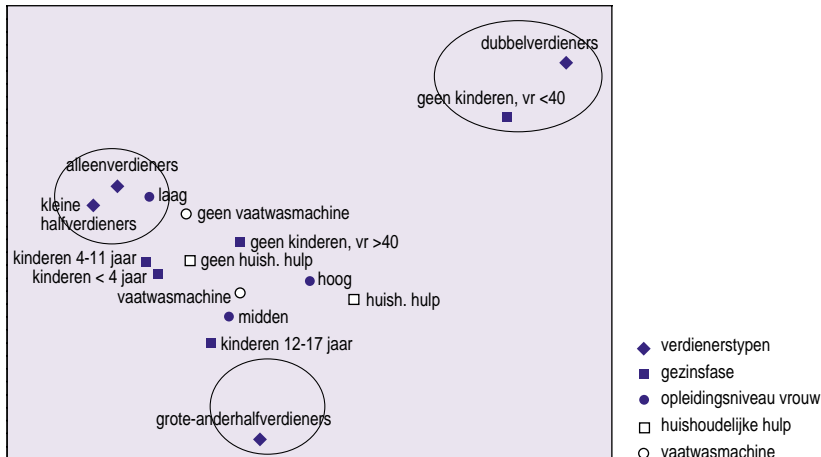 dubbelverdieners
geen kinderen, vr <40
alleenverdieners
laag
kleine
halfverdieners
geen vaatwasmachine
geen kinderen, vr >40
kinderen 4-11 jaar
geen huish. hulp
kinderen < 4 jaar
hoog
vaatwasmachine
huish. hulp
midden
kinderen 12-17 jaar
grote-anderhalfverdieners
verdienerstypen
gezinsfase
opleidingsniveau vrouw
huishoudelijke hulp
vaatwasmachine